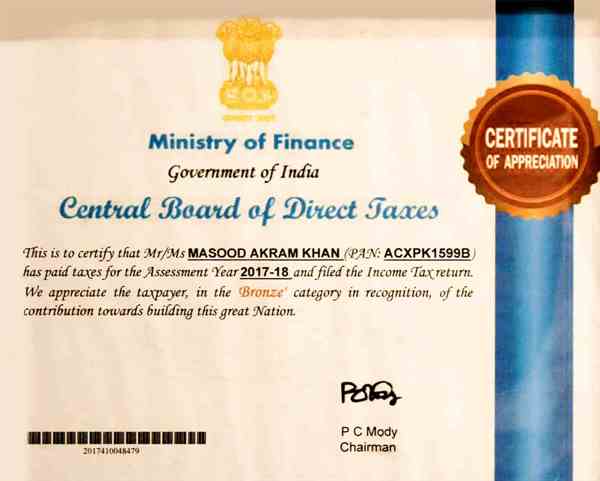 Ministry of Finance
Government of India
Central Board of Direct Taxes
CERTIFICATE
OF APPRECIATION
This is to certify that Mr/Ms MASOOD AKRAM KHAN (PAN: ACXPK1599B)
has paid taxes for the Assessment Year 2017-18 and filed the Income Tax return.
We appreciate the taxpayer, in the 'Bronze' category in recognition, of the
contribution towards building this great Nation.
P C Mody
Chairman
2017410048479